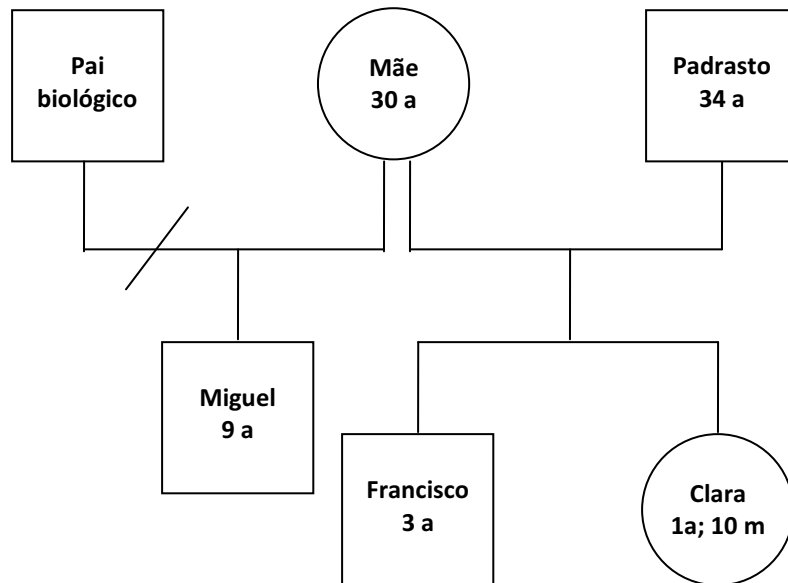 Pai
biológico
Mãe
30 a
Padrasto
34 a
Miguel
9 a
Francisco
3 a
Clara
1a; 10 m